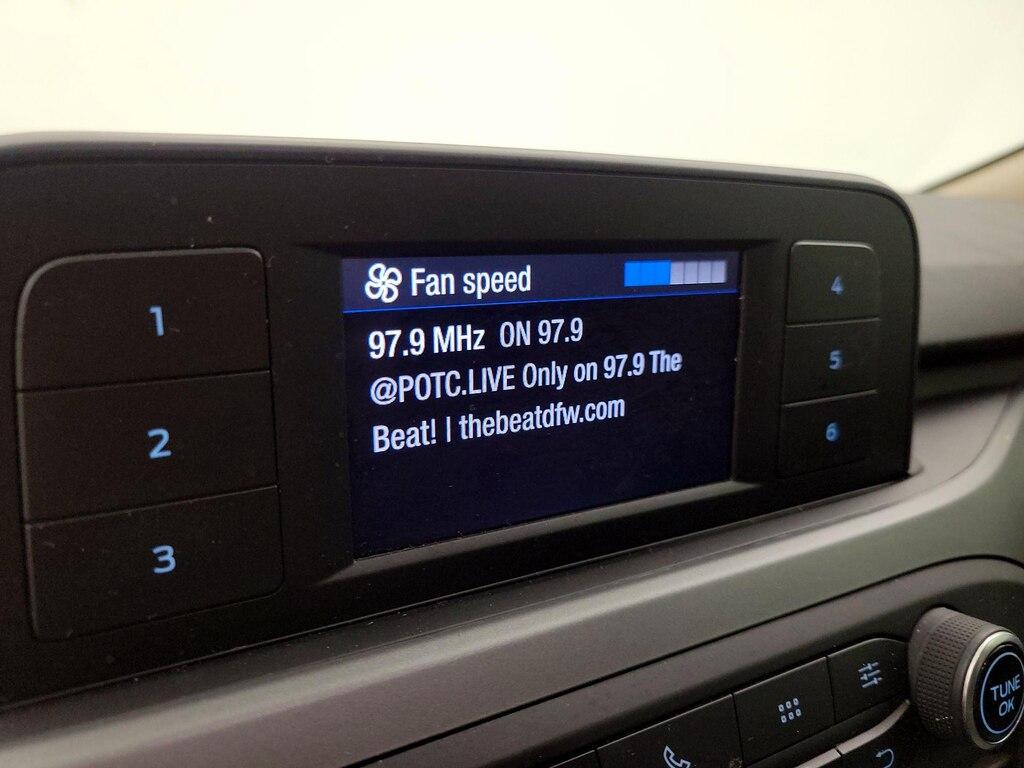 Fan speed
97.9 MHz ON 97.9
@POTC.LIVE Only on 97.9 The
Beat! | thebeatdfw.com
1
2
3
4
5
6
TUNE
OK